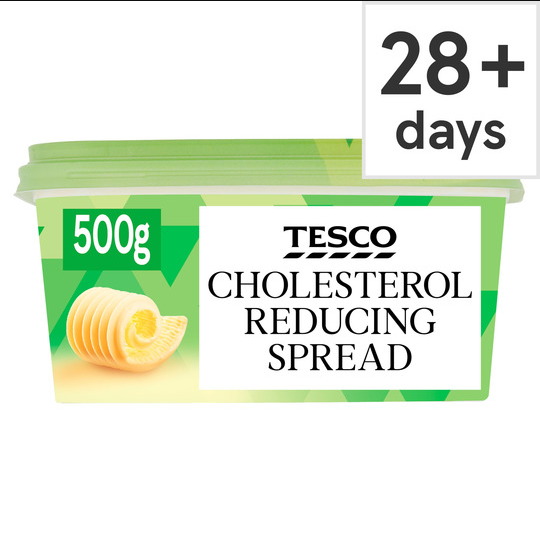 28+
days
500g
TESCO
CHOLESTEROL
REDUCING
SPREAD